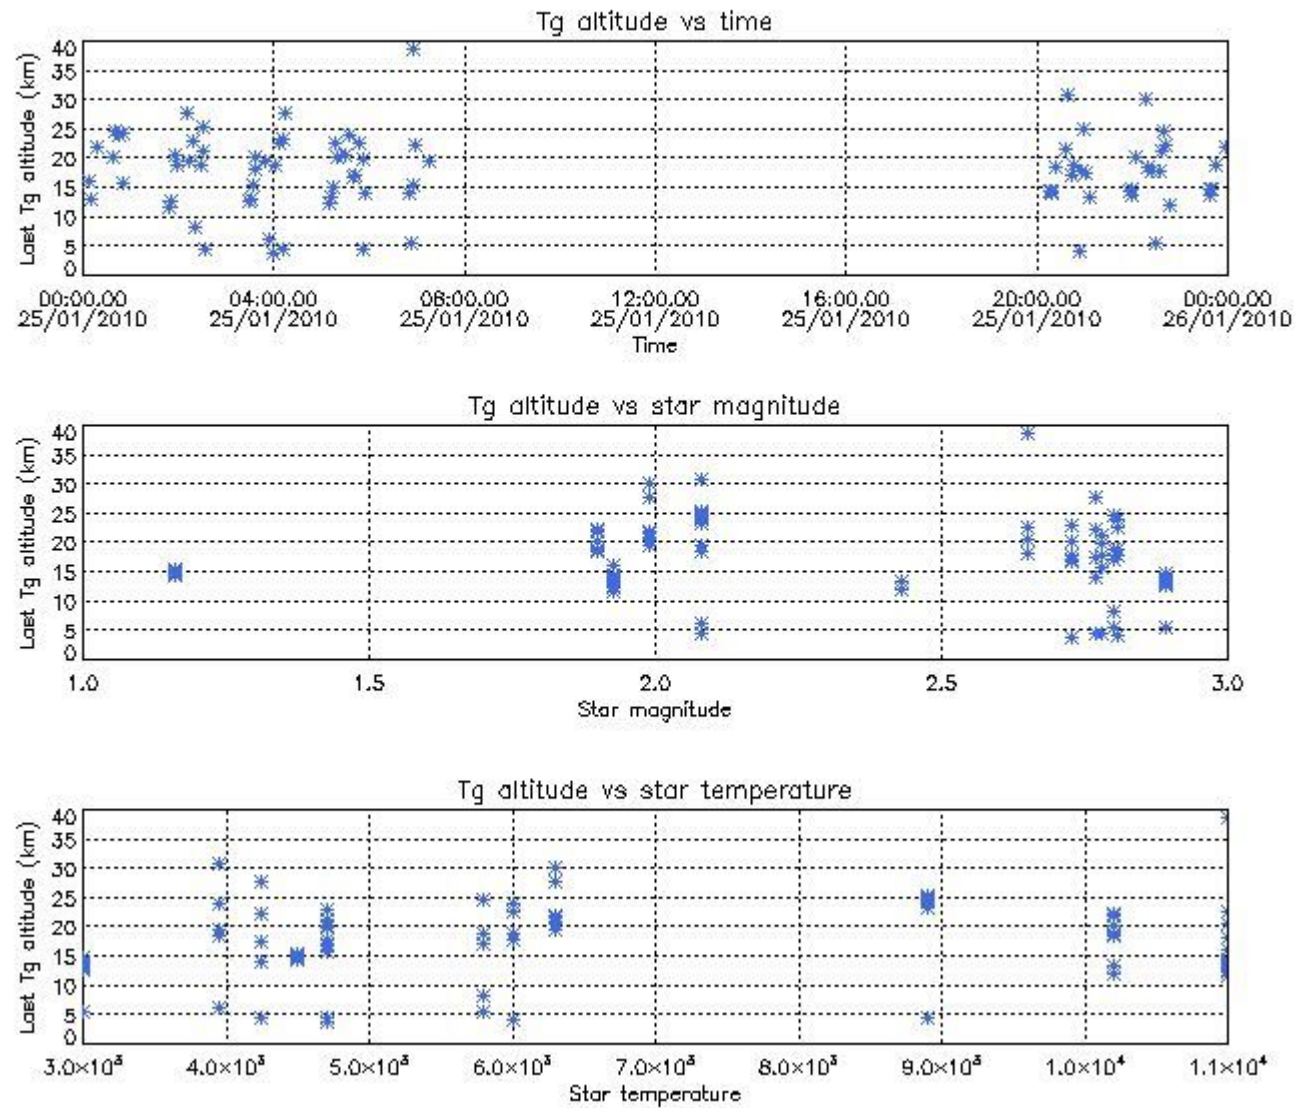 Tg altitude vs time
Last Tg altitude (km)
40
35
30
25
20
15
10
5
0
00:00.00 04:00.00 08:00.00 12:00.00 16:00.00 20:00.00 00:00.00
25/01/2010 25/01/2010 25/01/2010 25/01/2010 25/01/2010 25/01/2010 26/01/2010
Time
Tg altitude vs star magnitude
Last Tg altitude (km)
40
35
30
25
20
15
10
5
0
1.0 1.5 2.0 2.5 3.0
Star magnitude
Tg altitude vs star temperature
Last Tg altitude (km)
40
35
30
25
20
15
10
5
0
3.0×10³ 4.0×10³ 5.0×10³ 6.0×10³ 7.0×10³ 8.0×10³ 9.0×10³ 1.0×10⁴ 1.1×10⁴
Star temperature